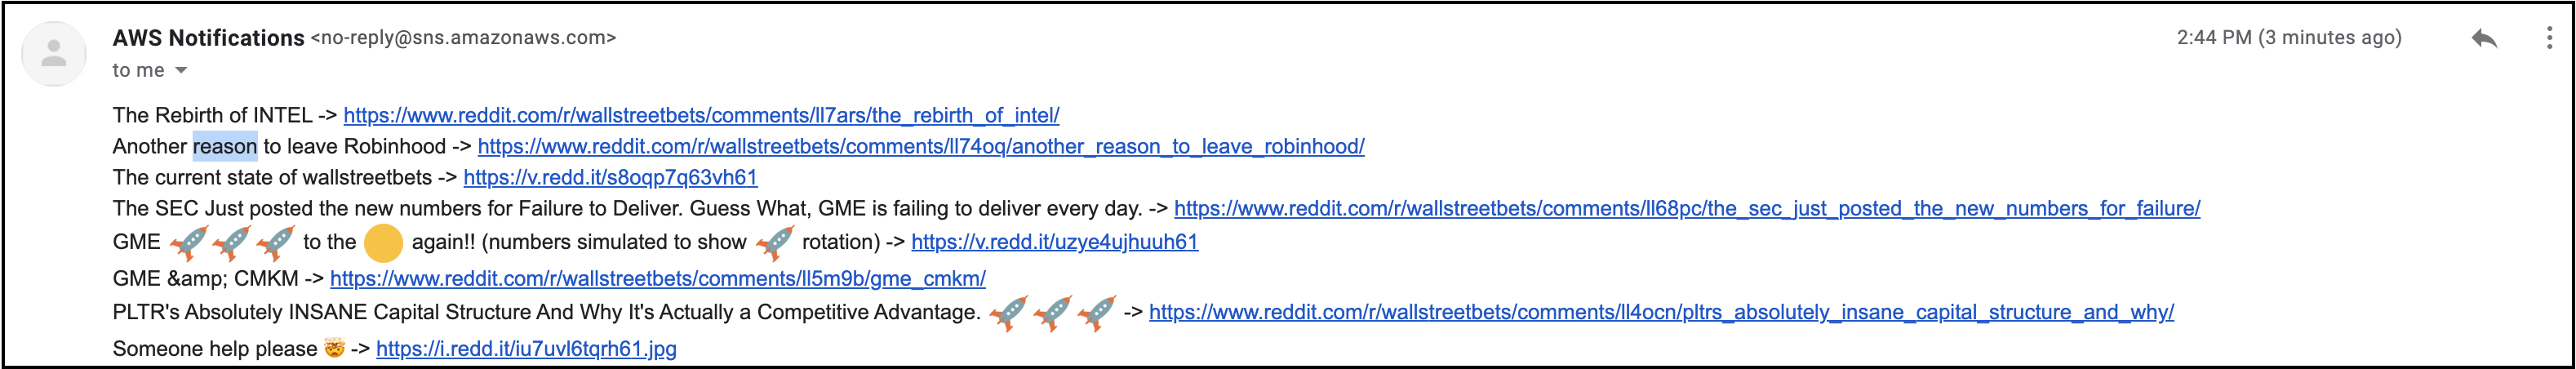 AWS Notifications <no-reply@sns.amazonaws.com> 2:44 PM (3 minutes ago)
to me
The Rebirth of INTEL -> https://www.reddit.com/r/wallstreetbets/comments/ll7ars/the_rebirth_of_intel/
Another reason to leave Robinhood -> https://www.reddit.com/r/wallstreetbets/comments/ll74oq/another_reason_to_leave_robinhood/
The current state of wallstreetbets -> https://v.redd.it/s8oqp7q63vh61
The SEC Just posted the new numbers for Failure to Deliver. Guess What, GME is failing to deliver every day. -> https://www.reddit.com/r/wallstreetbets/comments/ll68pc/the_sec_just_posted_the_new_numbers_for_failure/
GME 🚀🚀🚀 to the 🌕 again!! (numbers simulated to show 🚀 rotation) -> https://v.redd.it/uzye4ujhuuh61
GME &amp; CMKM -> https://www.reddit.com/r/wallstreetbets/comments/ll5m9b/gme_cmkm/
PLTR's Absolutely INSANE Capital Structure And Why It's Actually a Competitive Advantage. 🚀🚀🚀 -> https://www.reddit.com/r/wallstreetbets/comments/ll4ocn/pltrs_absolutely_insane_capital_structure_and_why/
Someone help please 🤯 -> https://i.redd.it/iu7uvl6tqrh61.jpg